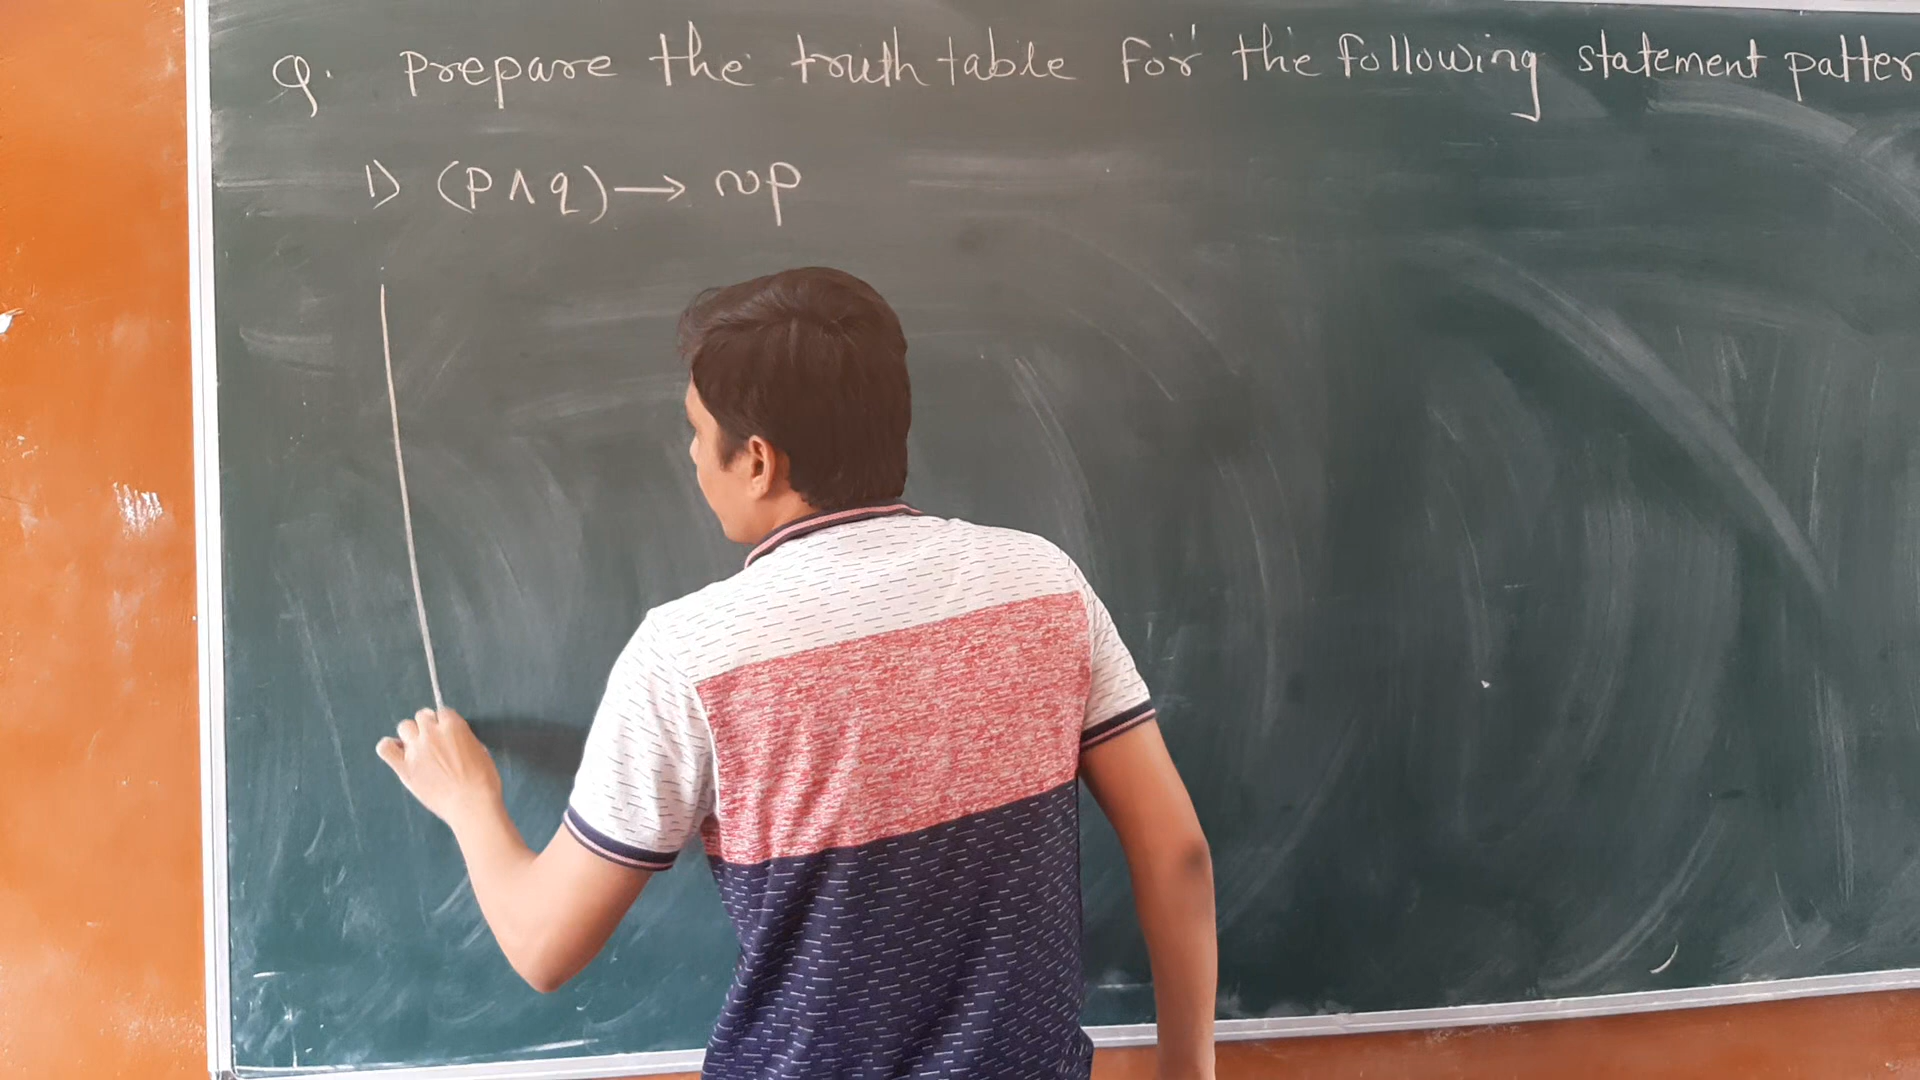 Q. Prepare the truth table for the following statement patter
1) (p ∧ q) → ~p